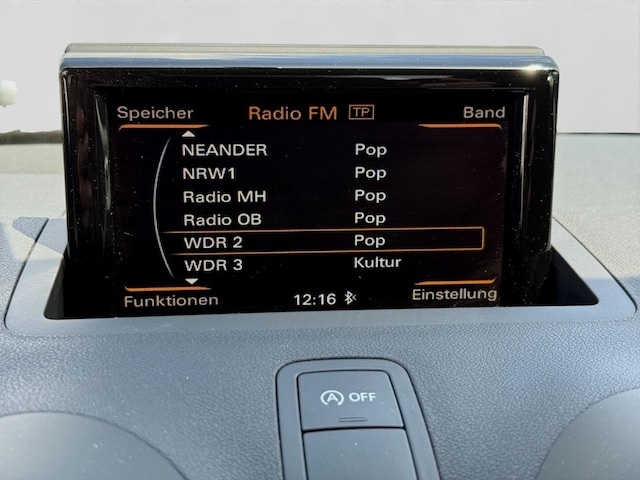 Speicher Radio FM TP Band
NEANDER Pop
NRW1 Pop
Radio MH Pop
Radio OB Pop
WDR 2 Pop
WDR 3 Kultur
Funktionen 12:16 Einstellung
A OFF